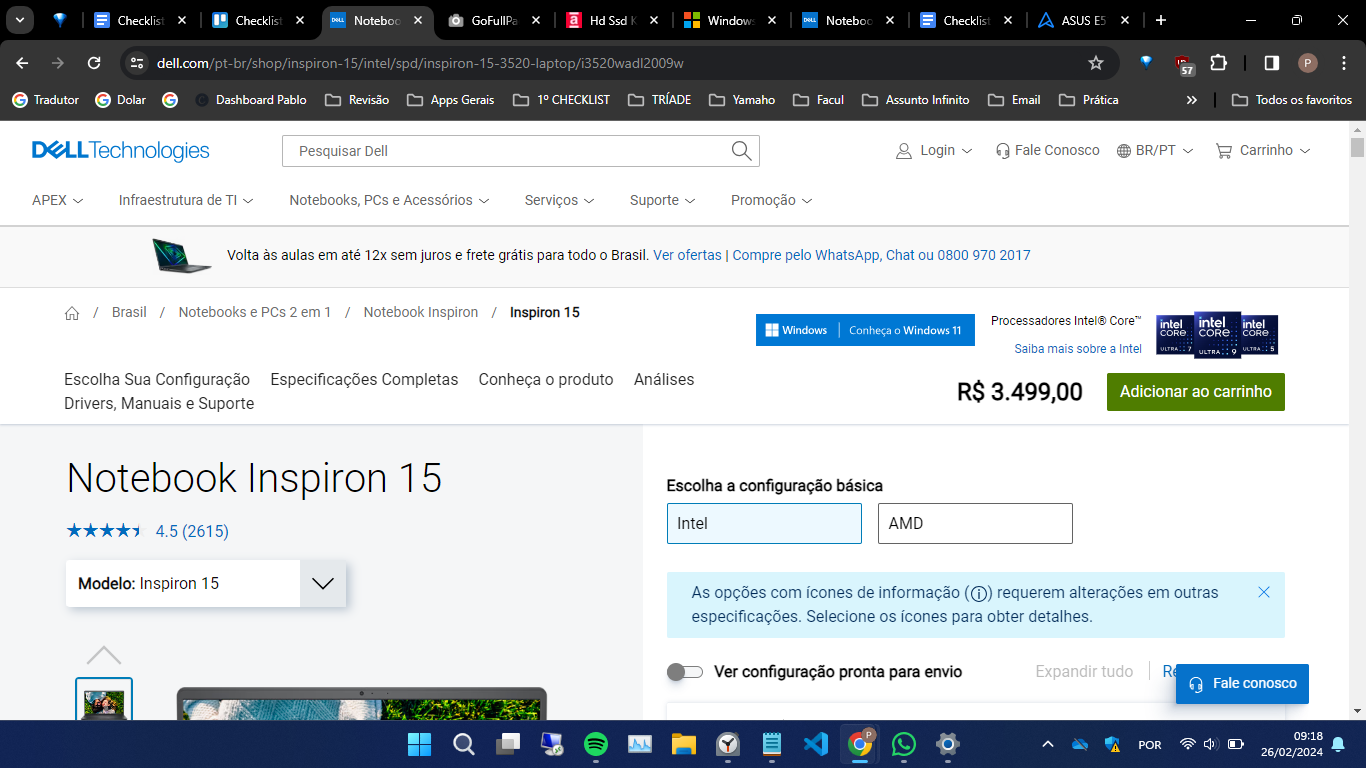 Checklist
Checklist
Noteboo
GoFullPa
Hd Ssd K
Windows
Noteboo
Checklist
ASUS E5
dell.com/pt-br/shop/inspiron-15/intel/spd/inspiron-15-3520-laptop/i3520wadl2009w
57
P
Tradutor
Dolar
Dashboard Pablo
Revisão
Apps Gerais
1º CHECKLIST
TRÍADE
Yamaho
Facul
Assunto Infinito
Email
Prática
Todos os favoritos
DELLTechnologies
Pesquisar Dell
Login
Fale Conosco
BR/PT
Carrinho
APEX
Infraestrutura de TI
Notebooks, PCs e Acessórios
Serviços
Suporte
Promoção
Volta às aulas em até 12x sem juros e frete grátis para todo o Brasil. Ver ofertas | Compre pelo WhatsApp, Chat ou 0800 970 2017
/ Brasil / Notebooks e PCs 2 em 1 / Notebook Inspiron / Inspiron 15
Windows | Conheça o Windows 11
Processadores Intel® Core™
Saiba mais sobre a Intel
intel CORE ULTRA 7
intel CORE ULTRA 9
intel CORE ULTRA 5
Escolha Sua Configuração
Especificações Completas
Conheça o produto
Análises
Drivers, Manuais e Suporte
R$ 3.499,00
Adicionar ao carrinho
Notebook Inspiron 15
4.5 (2615)
Modelo: Inspiron 15
Escolha a configuração básica
Intel
AMD
As opções com ícones de informação (i) requerem alterações em outras
especificações. Selecione os ícones para obter detalhes.
Ver configuração pronta para envio
Expandir tudo
Re
Fale conosco
P
POR
09:18
26/02/2024